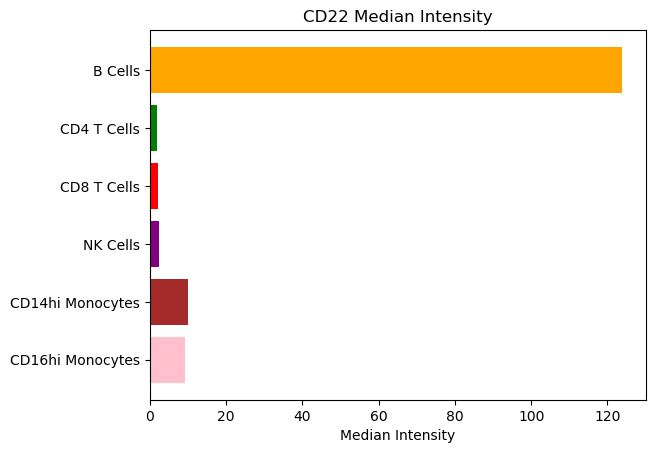 CD22 Median Intensity
B Cells
CD4 T Cells
CD8 T Cells
NK Cells
CD14hi Monocytes
CD16hi Monocytes
0 20 40 60 80 100 120
Median Intensity